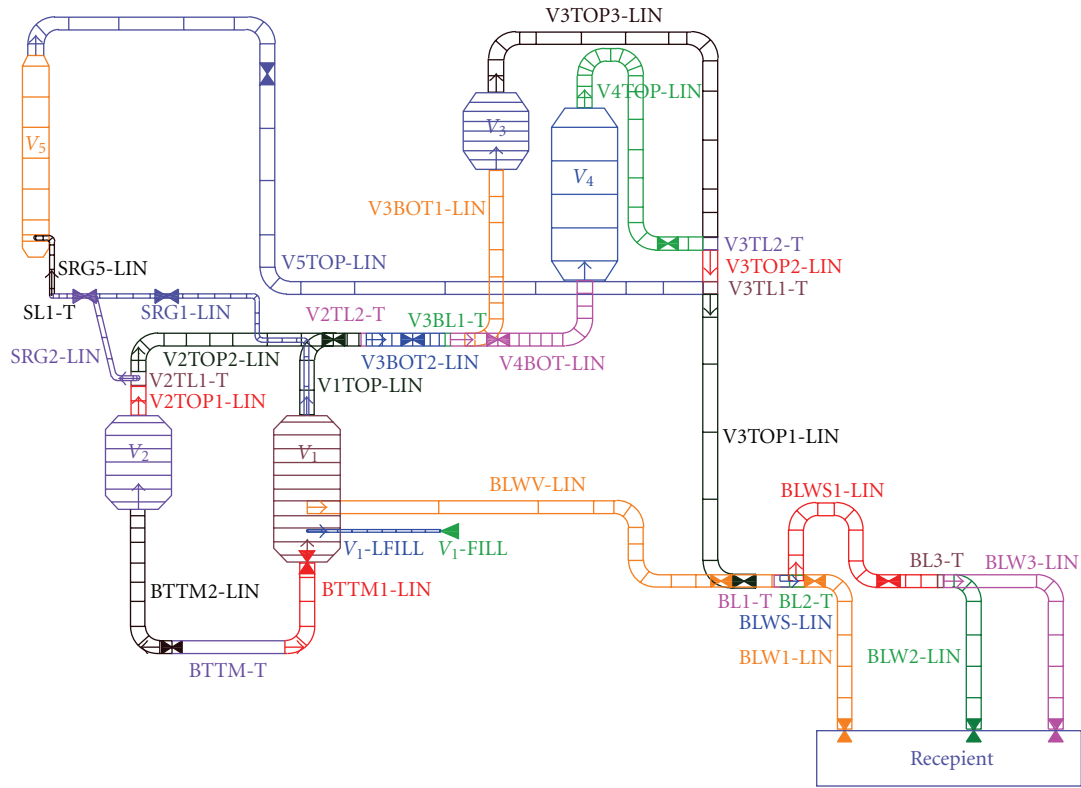 V3TOP3-LIN
V4TOP-LIN
V3
V5
V4
V3BOT1-LIN
V3TL2-T
V5TOP-LIN
V3TOP2-LIN
SRG5-LIN
V3TL1-T
SL1-T
SRG1-LIN
V2TL2-T
V3BL1-T
SRG2-LIN
V2TOP2-LIN
V3BOT2-LIN
V4BOT-LIN
V2TL1-T
V1TOP-LIN
V2TOP1-LIN
V3TOP1-LIN
V2
V1
BLWV-LIN
BLWS1-LIN
V1-LFILL
V1-FILL
BL3-T
BLW3-LIN
BTTM2-LIN
BTTM1-LIN
BL1-T
BL2-T
BLWS-LIN
BLW1-LIN
BLW2-LIN
BTTM-T
Recepient